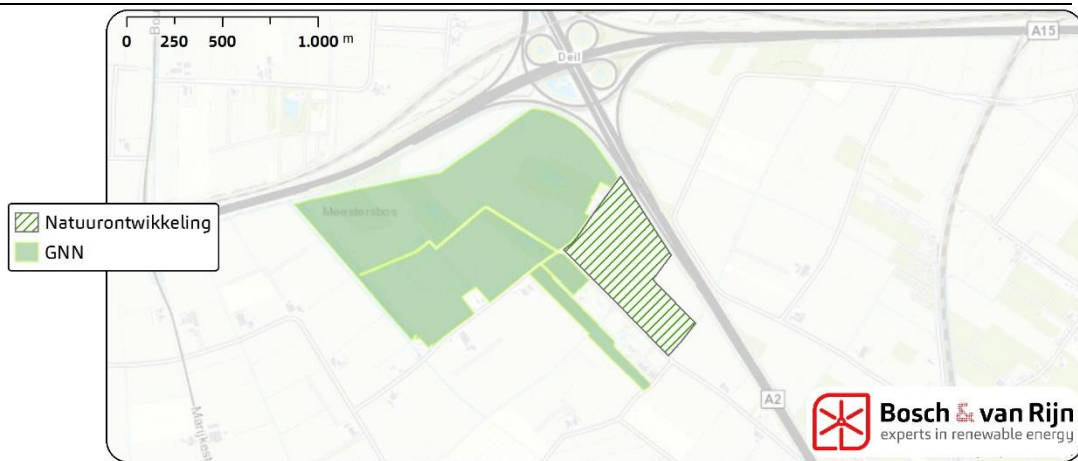 0 250 500 1.000 m
A15
Deil
Meestersbos
Natuurontwikkeling
GNN
A2
Bosch & van Rijn
experts in renewable energy